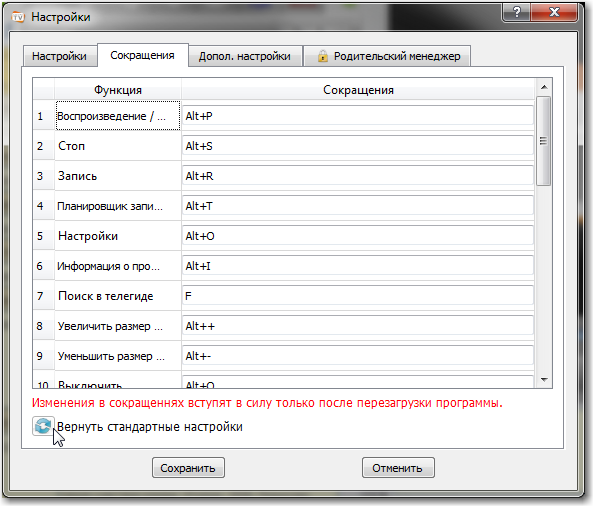 TV Настройки
Настройки Сокращения Допол. настройки Родительский менеджер
Функция Сокращения
1 Воспроизведение / ... Alt+P
2 Стоп Alt+S
3 Запись Alt+R
4 Планировщик запи... Alt+T
5 Настройки Alt+O
6 Информация о про... Alt+I
7 Поиск в телегиде F
8 Увеличить размер ... Alt++
9 Уменьшить размер ... Alt+-
10 Выключить Alt+Q
Изменения в сокращеннях вступят в силу только после перезагрузки программы.
Вернуть стандартные настройки
Сохранить Отменить